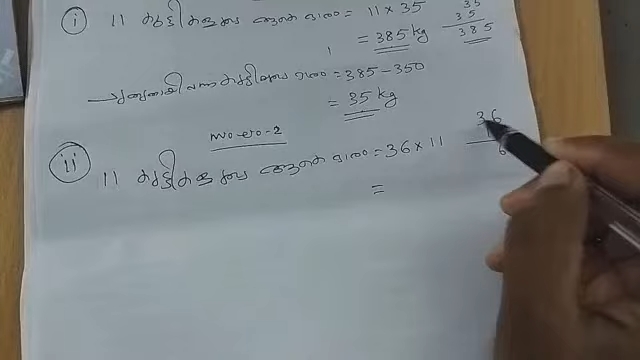 (i) 11 കുട്ടികളുടെ ആകെ ഭാരം = 11 × 35
35
35
385
= 385 kg
പുതുതായി വന്ന കുട്ടിയുടെ ഭാരം = 385 - 350
= 35 kg
(ii) 11 കുട്ടികളുടെ ആകെ ഭാരം = 36 × 11
36
6
=